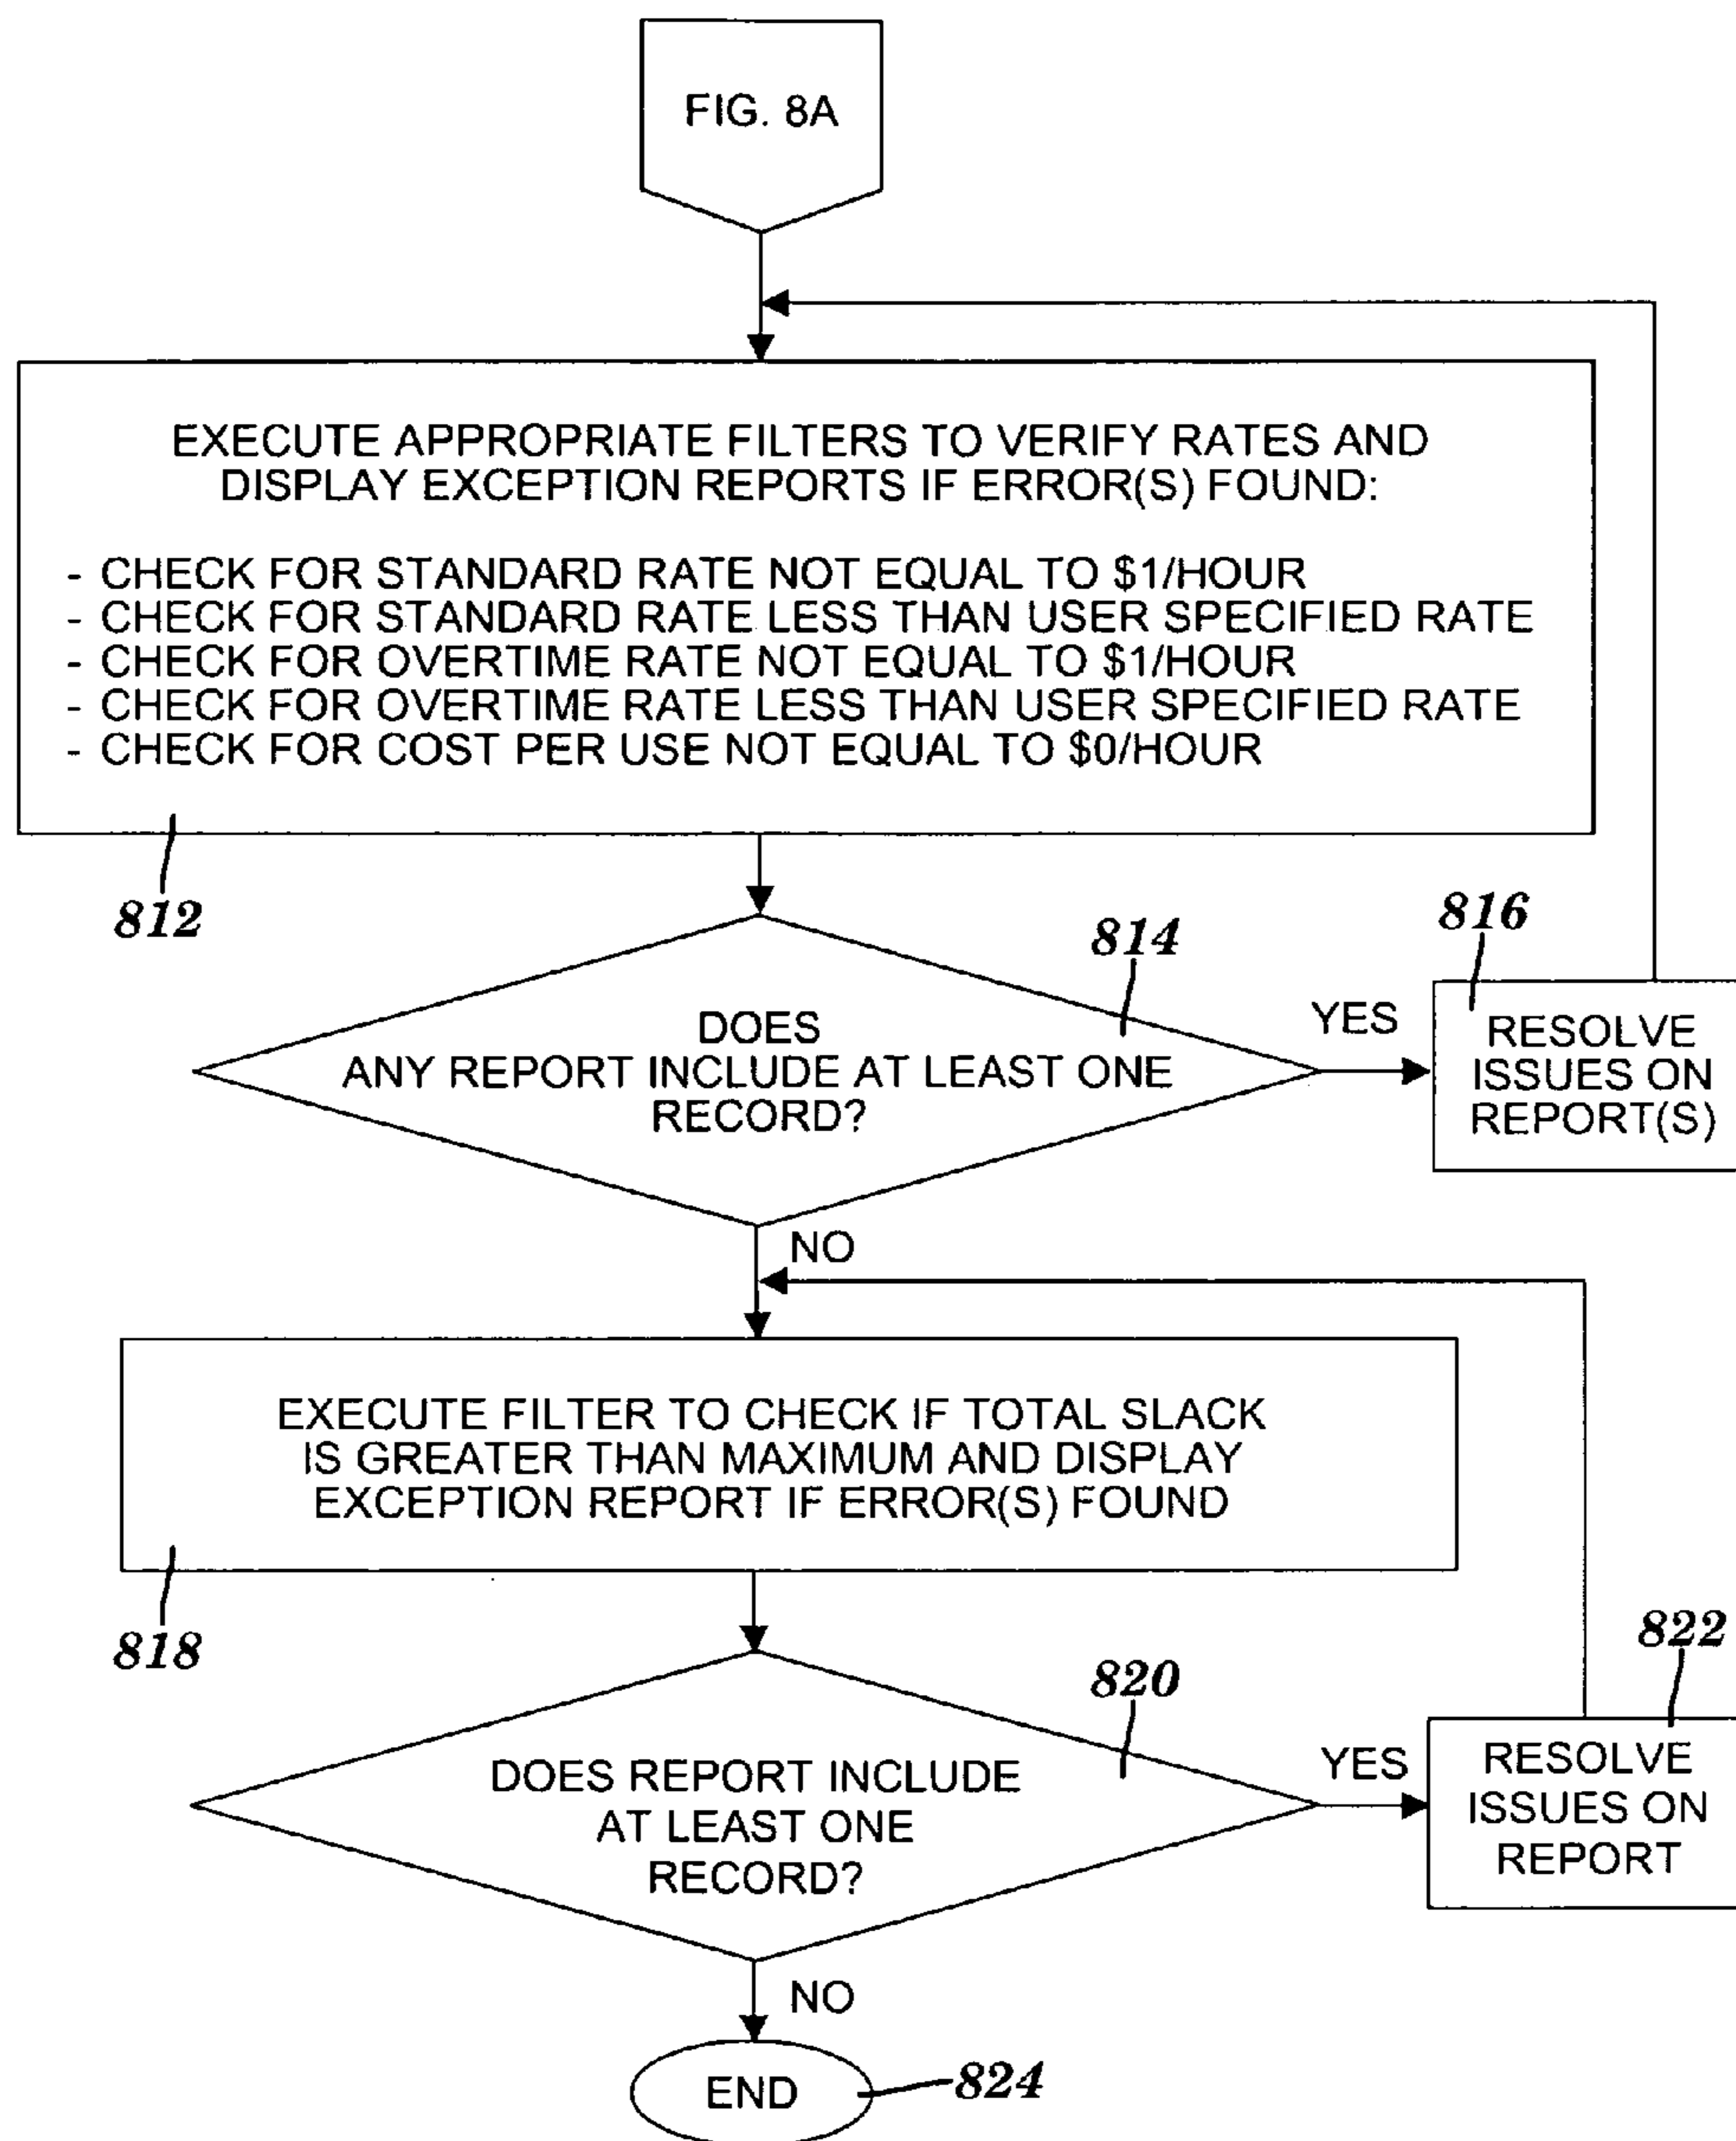 FIG. 8A
EXECUTE APPROPRIATE FILTERS TO VERIFY RATES AND
DISPLAY EXCEPTION REPORTS IF ERROR(S) FOUND:
- CHECK FOR STANDARD RATE NOT EQUAL TO $1/HOUR
- CHECK FOR STANDARD RATE LESS THAN USER SPECIFIED RATE
- CHECK FOR OVERTIME RATE NOT EQUAL TO $1/HOUR
- CHECK FOR OVERTIME RATE LESS THAN USER SPECIFIED RATE
- CHECK FOR COST PER USE NOT EQUAL TO $0/HOUR
812
814
816
DOES
ANY REPORT INCLUDE AT LEAST ONE
RECORD?
YES
RESOLVE
ISSUES ON
REPORT(S)
NO
EXECUTE FILTER TO CHECK IF TOTAL SLACK
IS GREATER THAN MAXIMUM AND DISPLAY
EXCEPTION REPORT IF ERROR(S) FOUND
818
820
822
DOES REPORT INCLUDE
AT LEAST ONE
RECORD?
YES
RESOLVE
ISSUES ON
REPORT
NO
END
824